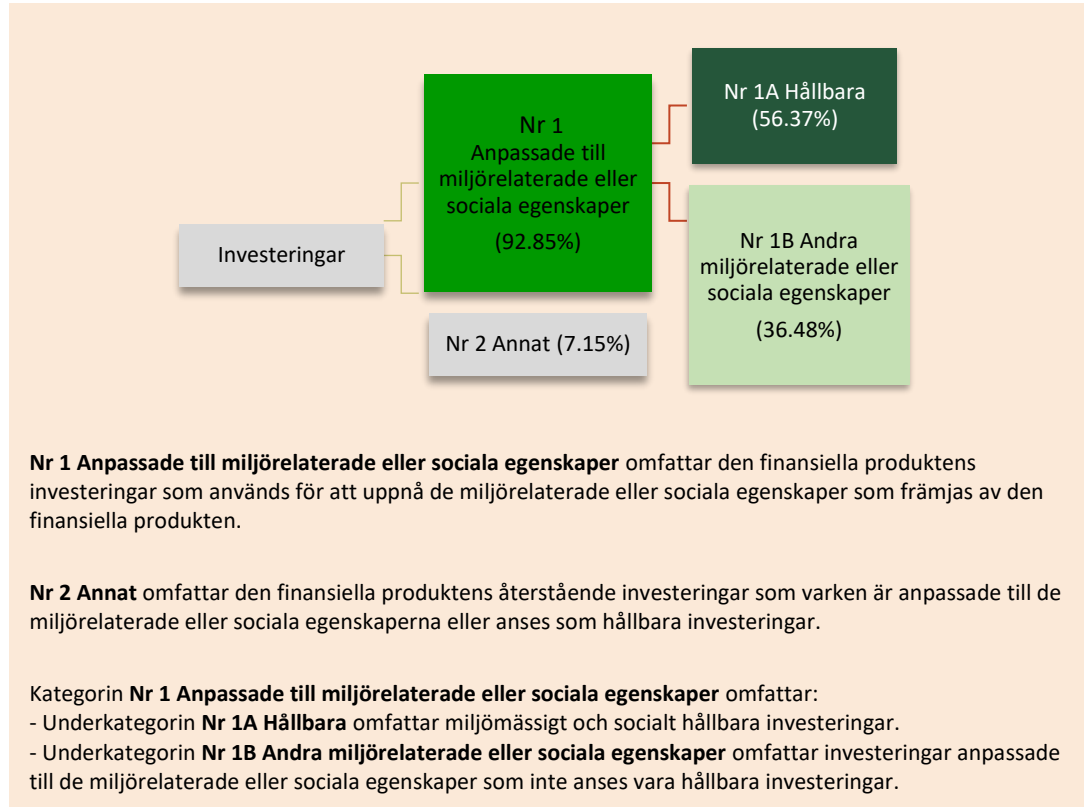 Investeringar
Nr 1
Anpassade till
miljörelaterade eller
sociala egenskaper
(92.85%)
Nr 2 Annat (7.15%)
Nr 1A Hållbara
(56.37%)
Nr 1B Andra
miljörelaterade eller
sociala egenskaper
(36.48%)
Nr 1 Anpassade till miljörelaterade eller sociala egenskaper omfattar den finansiella produktens
investeringar som används för att uppnå de miljörelaterade eller sociala egenskaper som främjas av den
finansiella produkten.
Nr 2 Annat omfattar den finansiella produktens återstående investeringar som varken är anpassade till de
miljörelaterade eller sociala egenskaperna eller anses som hållbara investeringar.
Kategorin Nr 1 Anpassade till miljörelaterade eller sociala egenskaper omfattar:
- Underkategorin Nr 1A Hållbara omfattar miljömässigt och socialt hållbara investeringar.
- Underkategorin Nr 1B Andra miljörelaterade eller sociala egenskaper omfattar investeringar anpassade
till de miljörelaterade eller sociala egenskaper som inte anses vara hållbara investeringar.